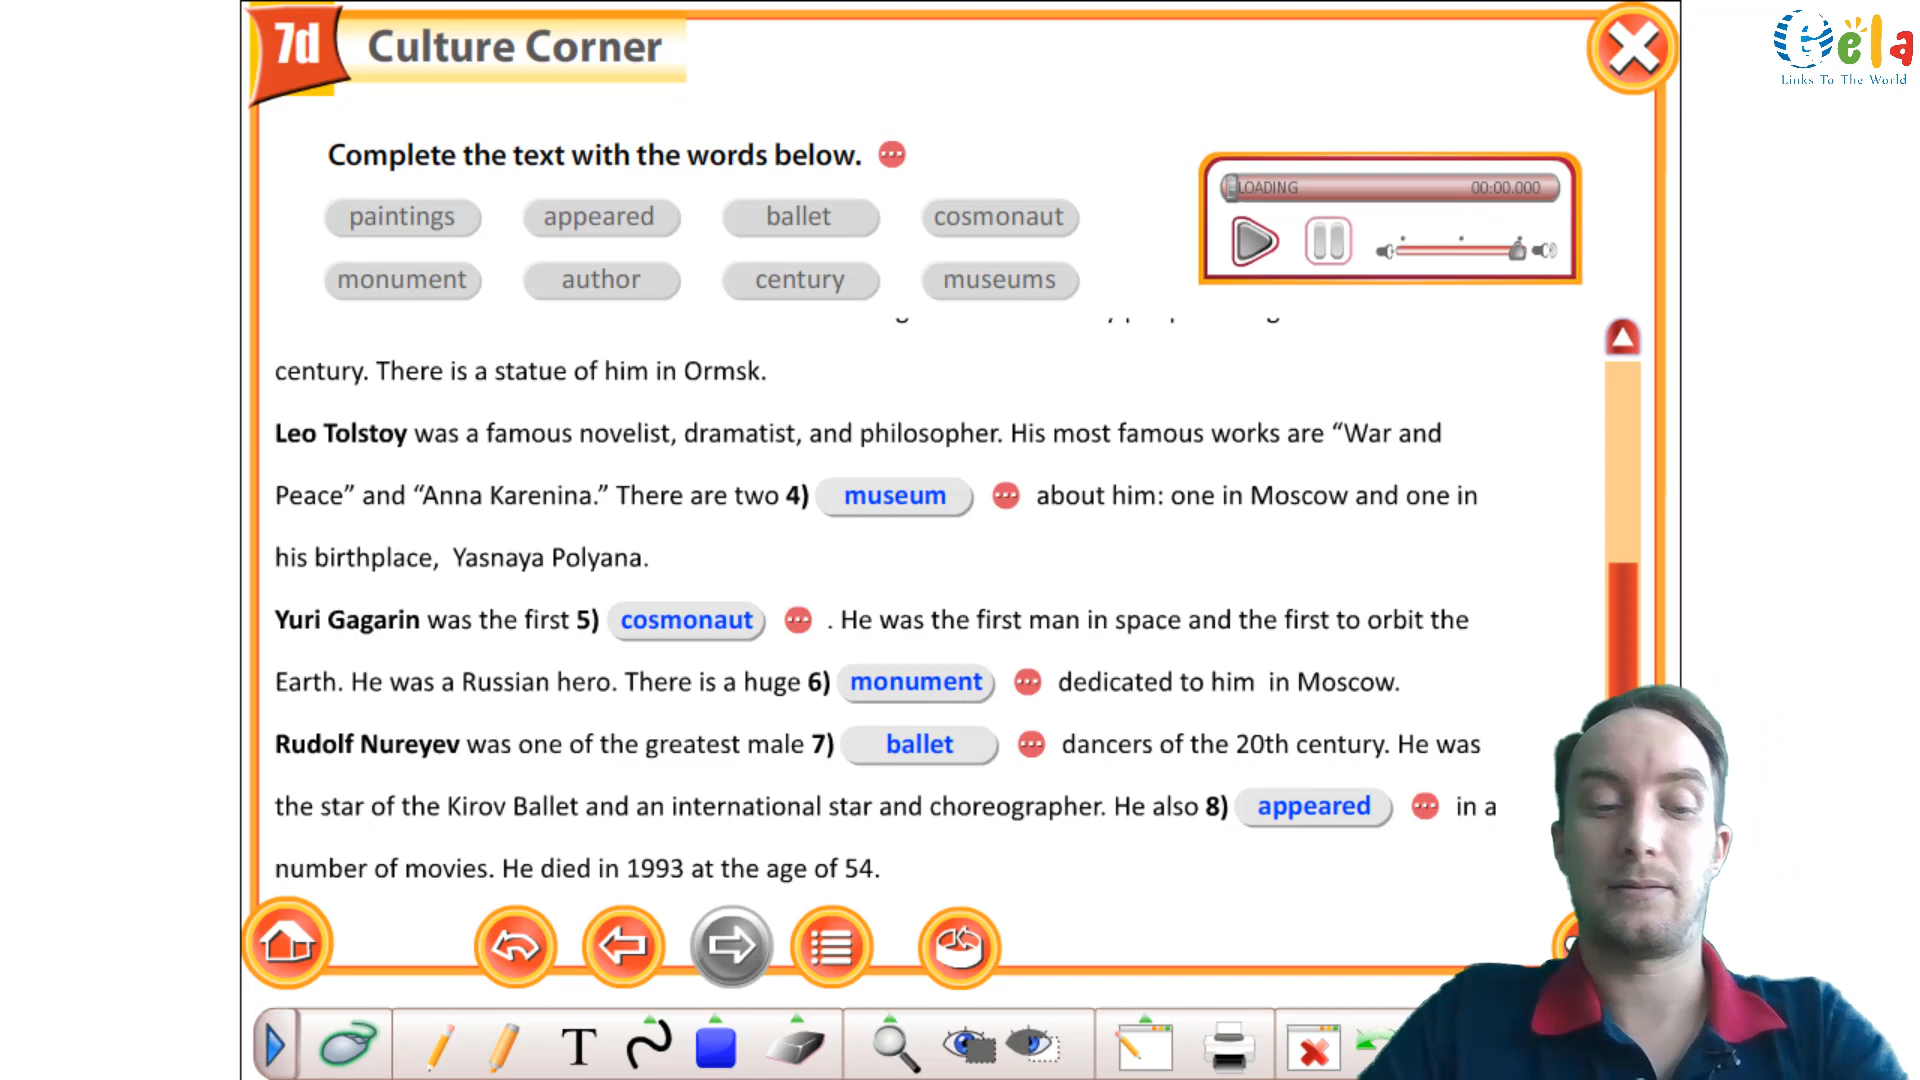 7d Culture Corner
eela
Links To The World
Complete the text with the words below.
LOADING 00:00.000
paintings appeared ballet cosmonaut
monument author century museums
century. There is a statue of him in Ormsk.
Leo Tolstoy was a famous novelist, dramatist, and philosopher. His most famous works are “War and
Peace” and “Anna Karenina.” There are two 4) museum about him: one in Moscow and one in
his birthplace, Yasnaya Polyana.
Yuri Gagarin was the first 5) cosmonaut . He was the first man in space and the first to orbit the
Earth. He was a Russian hero. There is a huge 6) monument dedicated to him in Moscow.
Rudolf Nureyev was one of the greatest male 7) ballet dancers of the 20th century. He was
the star of the Kirov Ballet and an international star and choreographer. He also 8) appeared in a
number of movies. He died in 1993 at the age of 54.
T